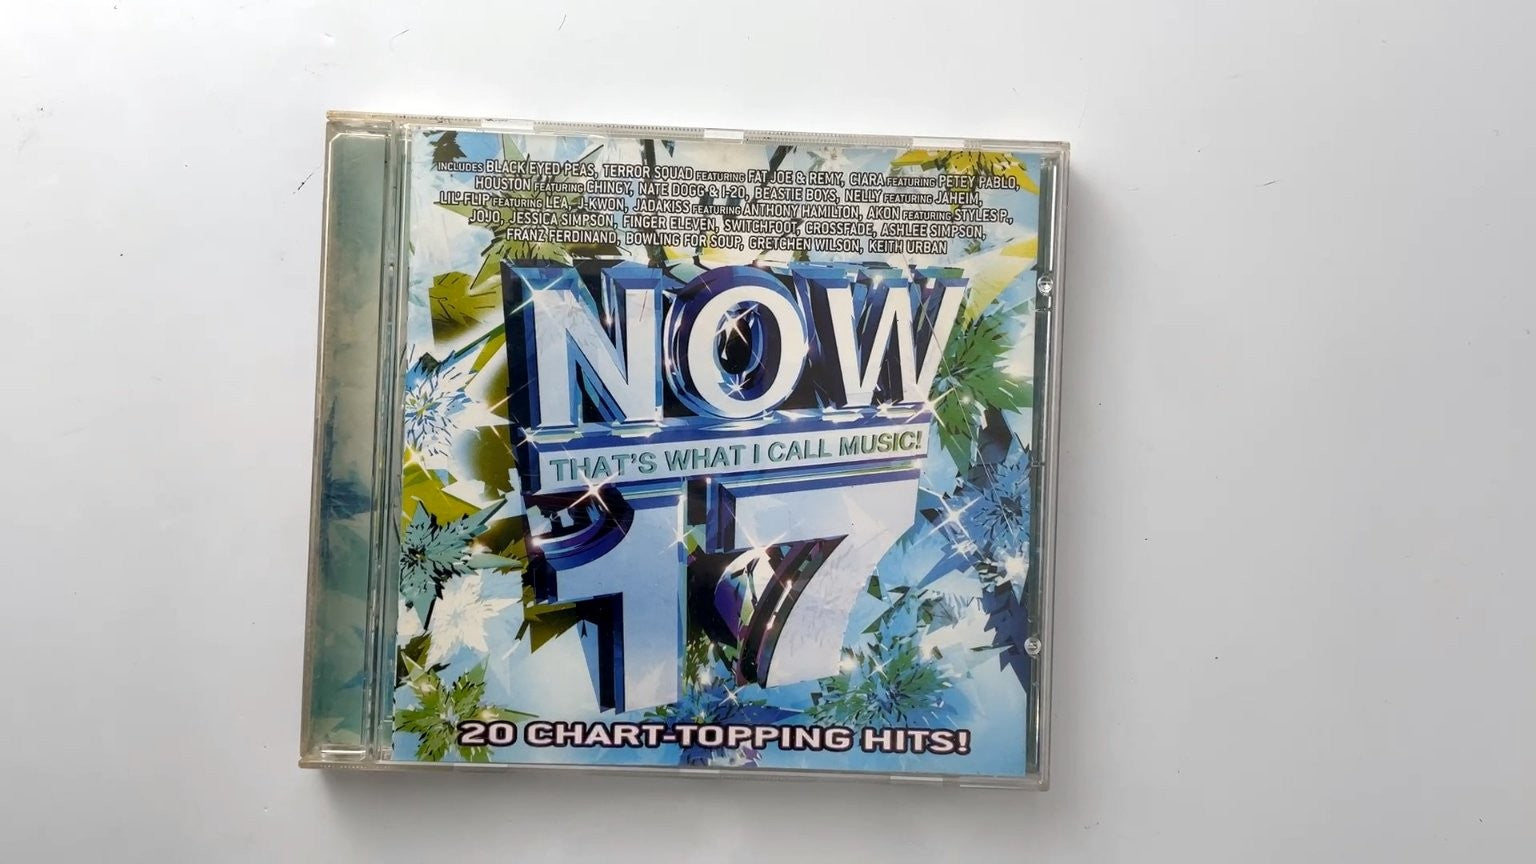 INCLUDES BLACK EYED PEAS, TERROR SQUAD FEATURING FAT JOE & REMY, CIARA FEATURING PETEY PABLO,
HOUSTON FEATURING CHINGY, NATE DOGG & I-20, BEASTIE BOYS, NELLY FEATURING JAHEIM,
LIL' FLIP FEATURING LEA, J-KWON, JADAKISS FEATURING ANTHONY HAMILTON, AKON FEATURING STYLES P.,
JOJO, JESSICA SIMPSON, FINGER ELEVEN, SWITCHFOOT, CROSSFADE, ASHLEE SIMPSON,
FRANZ FERDINAND, BOWLING FOR SOUP, GRETCHEN WILSON, KEITH URBAN
NOW
THAT'S WHAT I CALL MUSIC!
17
20 CHART-TOPPING HITS!